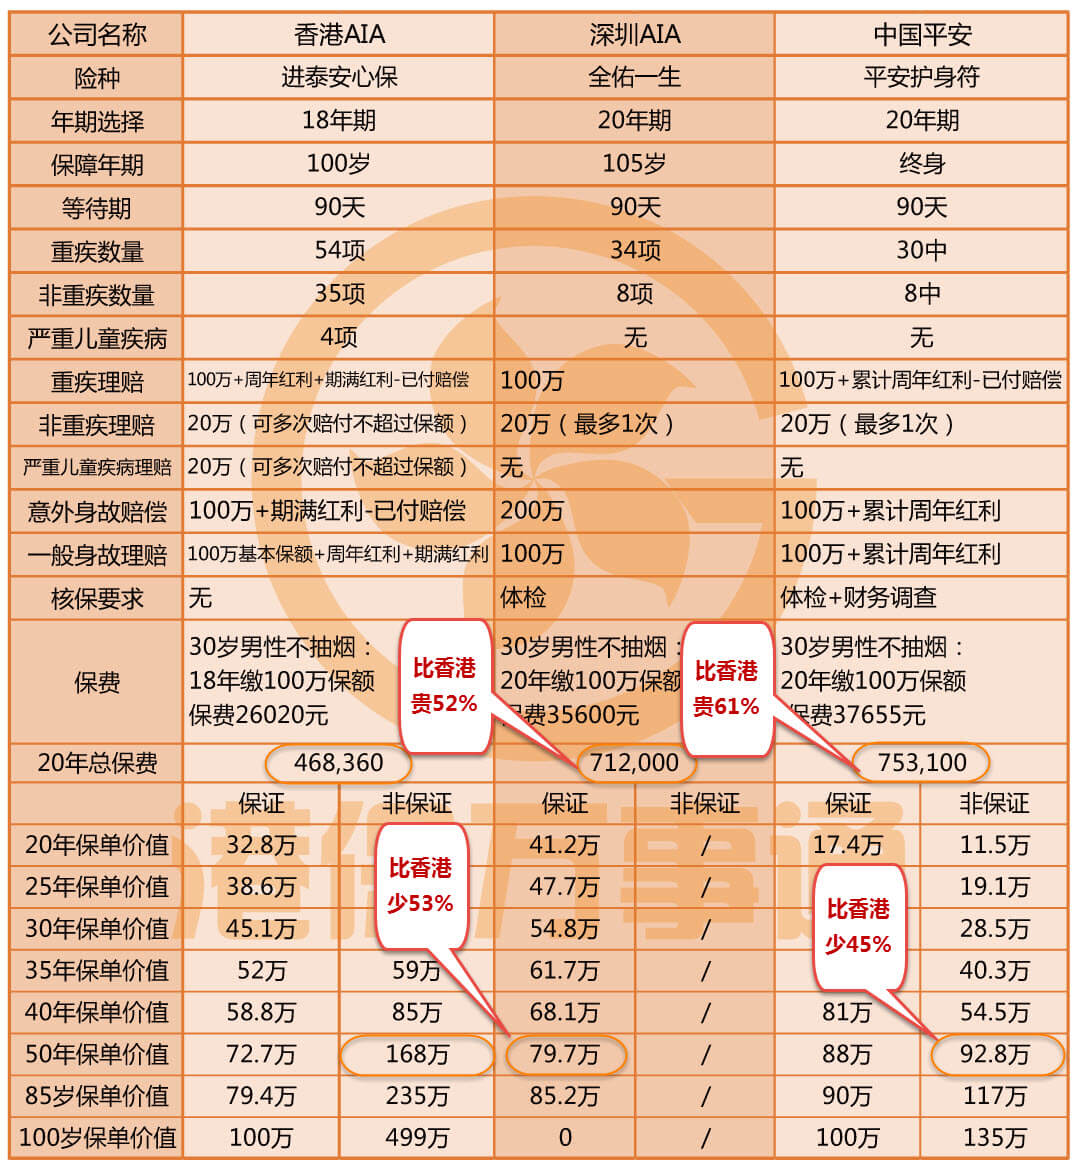 公司名称 香港AIA 深圳AIA 中国平安
险种 进泰安心保 全佑一生 平安护身符
年期选择 18年期 20年期 20年期
保障年期 100岁 105岁 终身
等待期 90天 90天 90天
重疾数量 54项 34项 30中
非重疾数量 35项 8项 8中
严重儿童疾病 4项 无 无
重疾理赔 100万+周年红利+期满红利-已付赔偿 100万 100万+累计周年红利-已付赔偿
非重疾理赔 20万（可多次赔付不超过保额） 20万（最多1次） 20万（最多1次）
严重儿童疾病理赔 20万（可多次赔付不超过保额） 无 无
意外身故赔偿 100万+期满红利-已付赔偿 200万 100万+累计周年红利
一般身故理赔 100万基本保额+周年红利+期满红利 100万 100万+累计周年红利
核保要求 无 体检 体检+财务调查
保费
30岁男性不抽烟：
18年缴100万保额
保费26020元
比香港
贵52%
30岁男性不抽烟：
20年缴100万保额
保费35600元
比香港
贵61%
30岁男性不抽烟：
20年缴100万保额
保费37655元
20年总保费 468,360 712,000 753,100
保证 非保证 保证 非保证 保证 非保证
20年保单价值 32.8万 41.2万 / 17.4万 11.5万
25年保单价值 38.6万 47.7万 / 19.1万
30年保单价值 45.1万 54.8万 / 28.5万
35年保单价值 52万 59万 61.7万 / 40.3万
40年保单价值 58.8万 85万 68.1万 / 81万 54.5万
50年保单价值 72.7万 168万 79.7万 / 88万 92.8万
85岁保单价值 79.4万 235万 85.2万 / 90万 117万
100岁保单价值 100万 499万 0 / 100万 135万
比香港
少53%
比香港
少45%
港保万事通